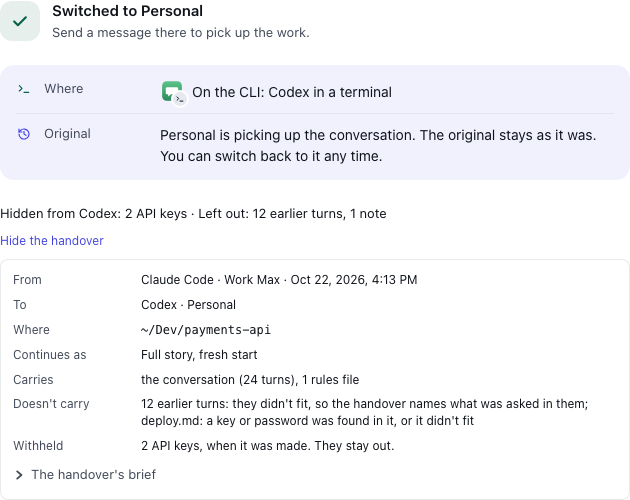 Switched to Personal
Send a message there to pick up the work.
Where
On the CLI: Codex in a terminal
Original
Personal is picking up the conversation. The original stays as it was.
You can switch back to it any time.
Hidden from Codex: 2 API keys · Left out: 12 earlier turns, 1 note
Hide the handover
From
Claude Code · Work Max · Oct 22, 2026, 4:13 PM
To
Codex · Personal
Where
~/Dev/payments-api
Continues as
Full story, fresh start
Carries
the conversation (24 turns), 1 rules file
Doesn't carry
12 earlier turns: they didn't fit, so the handover names what was asked in them;
deploy.md: a key or password was found in it, or it didn't fit
Withheld
2 API keys, when it was made. They stay out.
The handover's brief